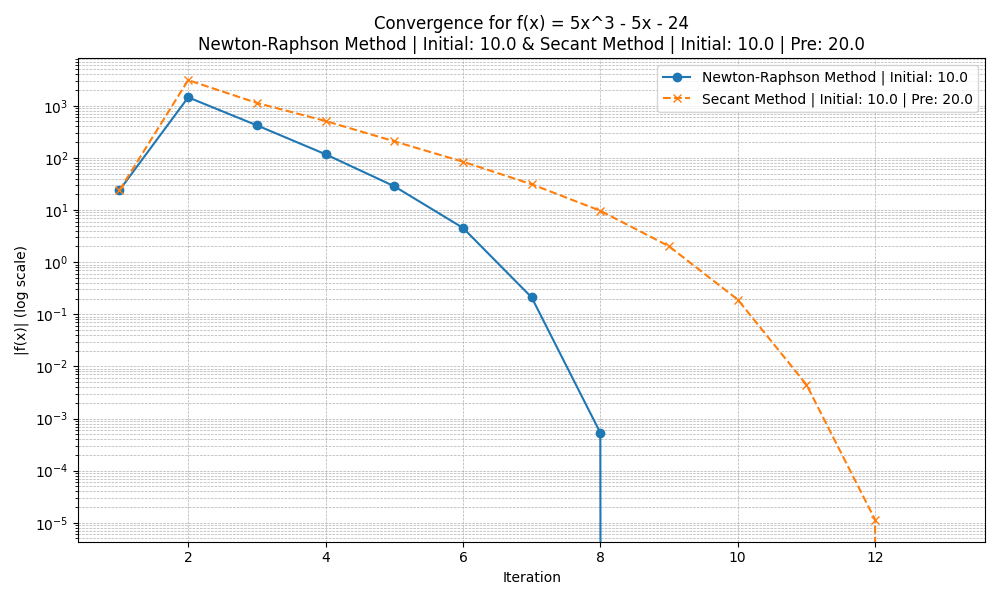 Convergence for f(x) = 5x^3 - 5x - 24
Newton-Raphson Method | Initial: 10.0 & Secant Method | Initial: 10.0 | Pre: 20.0
Newton-Raphson Method | Initial: 10.0
Secant Method | Initial: 10.0 | Pre: 20.0
|f(x)| (log scale)
10³
10²
10¹
10⁰
10⁻¹
10⁻²
10⁻³
10⁻⁴
10⁻⁵
2 4 6 8 10 12
Iteration